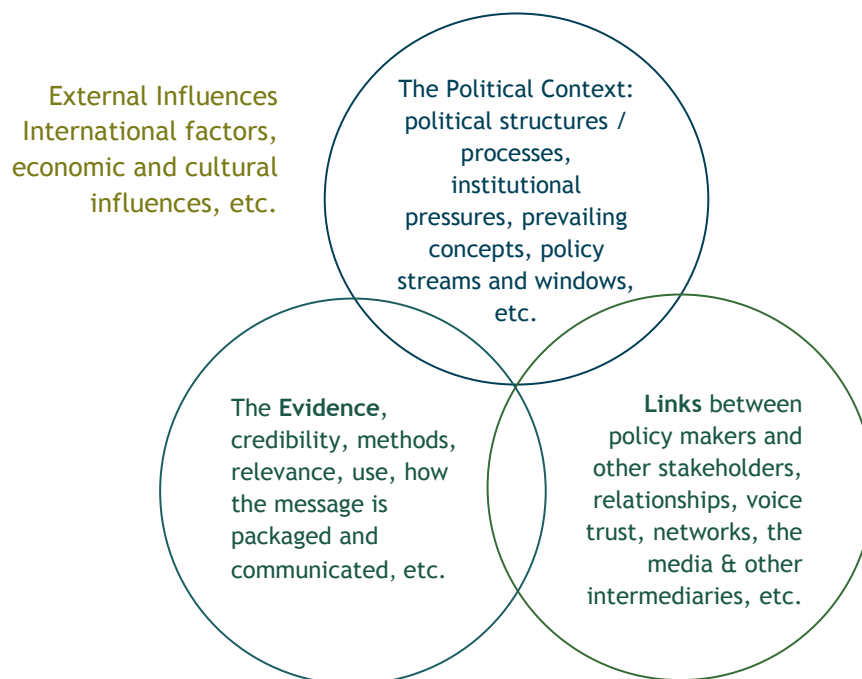 External Influences
International factors,
economic and cultural
influences, etc.
The Political Context:
political structures /
processes,
institutional
pressures, prevailing
concepts, policy
streams and windows,
etc.
The Evidence,
credibility, methods,
relevance, use, how
the message is
packaged and
communicated, etc.
Links between
policy makers and
other stakeholders,
relationships, voice
trust, networks, the
media & other
intermediaries, etc.